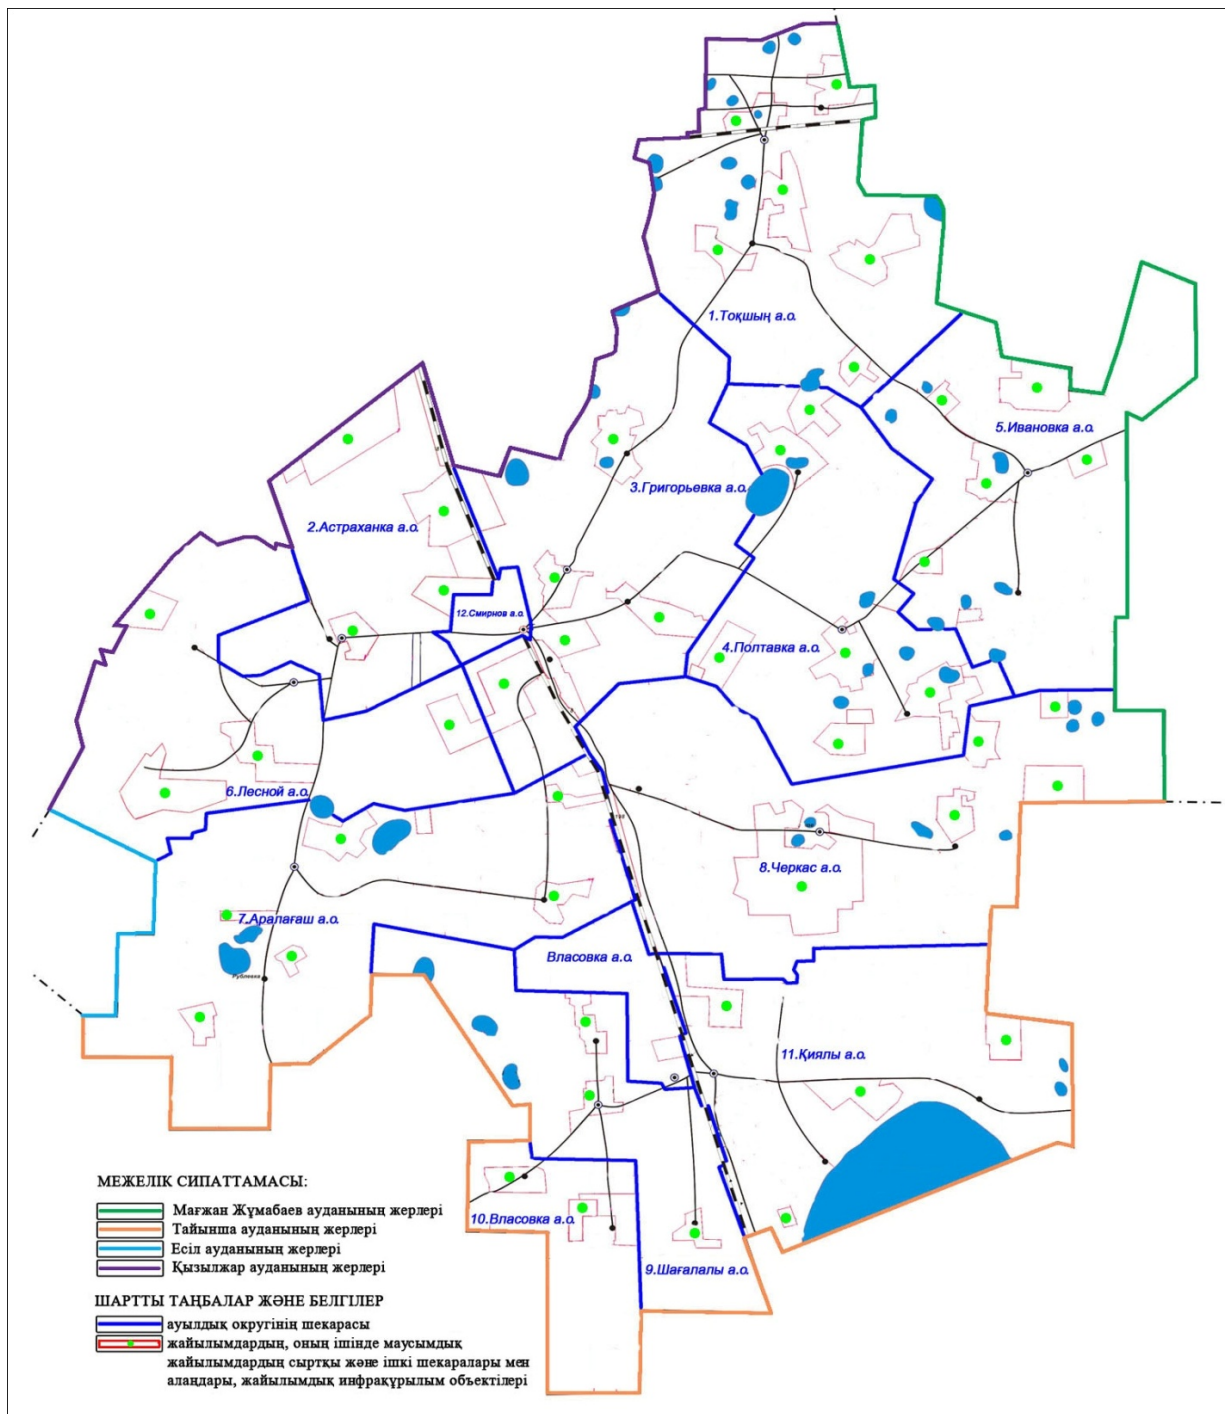 1.Тоқшың а.о.
5.Ивановка а.о.
3.Григорьевка а.о.
2.Астраханка а.о.
12.Смирнов а.о.
4.Полтавка а.о.
6.Лесной а.о.
8.Черкас а.о.
7.Аралағаш а.о.
Власовка а.о.
11.Қиялы а.о.
10.Власовка а.о.
9.Шағалалы а.о.
МЕЖЕЛІК СИПАТТАМАСЫ:
Мағжан Жұмабаев ауданының жерлері
Тайынша ауданының жерлері
Есіл ауданының жерлері
Қызылжар ауданының жерлері
ШАРТТЫ ТАҢБАЛАР ЖӘНЕ БЕЛГІЛЕР
ауылдық округінің шекарасы
жайылымдардың, оның ішінде маусымдық
жайылымдардың сыртқы және ішкі шекаралары мен
алаңдары, жайылымдық инфрақұрылым объектілері